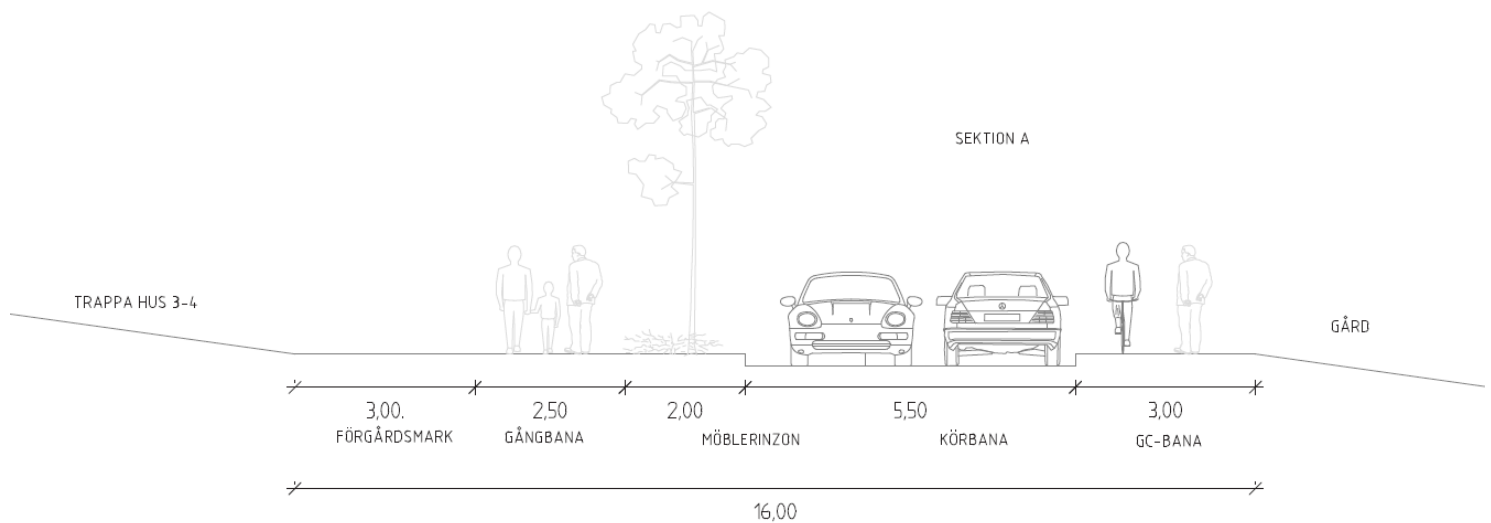 SEKTION A
TRAPPA HUS 3-4
GÅRD
3,00. 2,50 2,00 5,50 3,00
FÖRGÅRDSMARK GÅNGBANA MÖBLERINZON KÖRBANA GC-BANA
16,00